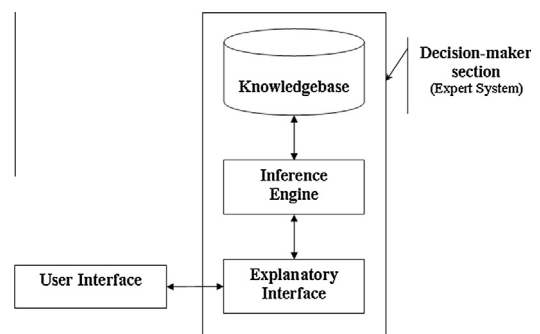 Knowledgebase
Decision-maker
section
(Expert System)
Inference
Engine
User Interface
Explanatory
Interface